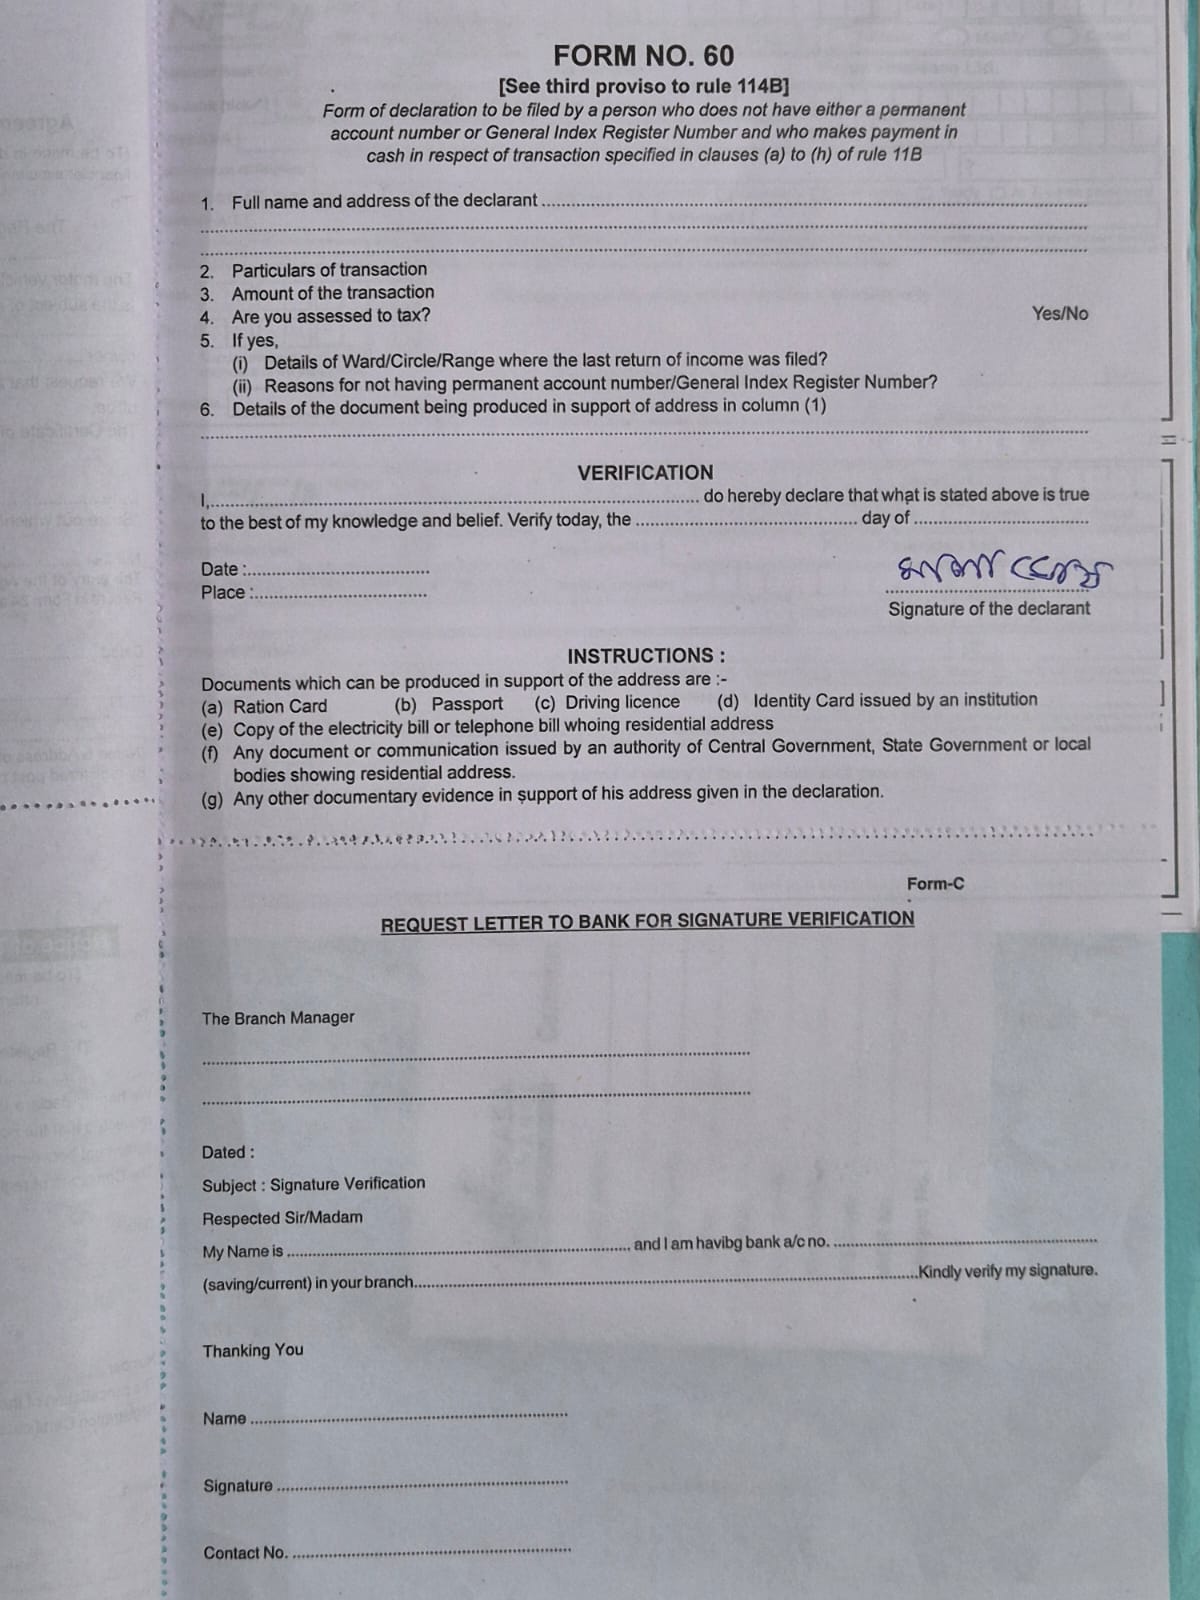 FORM NO. 60
[See third proviso to rule 114B]
Form of declaration to be filed by a person who does not have either a permanent
account number or General Index Register Number and who makes payment in
cash in respect of transaction specified in clauses (a) to (h) of rule 11B
1. Full name and address of the declarant
2. Particulars of transaction
3. Amount of the transaction
4. Are you assessed to tax? Yes/No
5. If yes,
(i) Details of Ward/Circle/Range where the last return of income was filed?
(ii) Reasons for not having permanent account number/General Index Register Number?
6. Details of the document being produced in support of address in column (1)
VERIFICATION
I,.......... do hereby declare that what is stated above is true
to the best of my knowledge and belief. Verify today, the .......... day of ..........
Date :..........
Place :..........
Signature of the declarant
INSTRUCTIONS :
Documents which can be produced in support of the address are :-
(a) Ration Card (b) Passport (c) Driving licence (d) Identity Card issued by an institution
(e) Copy of the electricity bill or telephone bill whoing residential address
(f) Any document or communication issued by an authority of Central Government, State Government or local
bodies showing residential address.
(g) Any other documentary evidence in support of his address given in the declaration.
Form-C
REQUEST LETTER TO BANK FOR SIGNATURE VERIFICATION
The Branch Manager
Dated :
Subject : Signature Verification
Respected Sir/Madam
My Name is .......... and I am havibg bank a/c no. ..........
(saving/current) in your branch..........Kindly verify my signature.
Thanking You
Name ..........
Signature ..........
Contact No. ..........